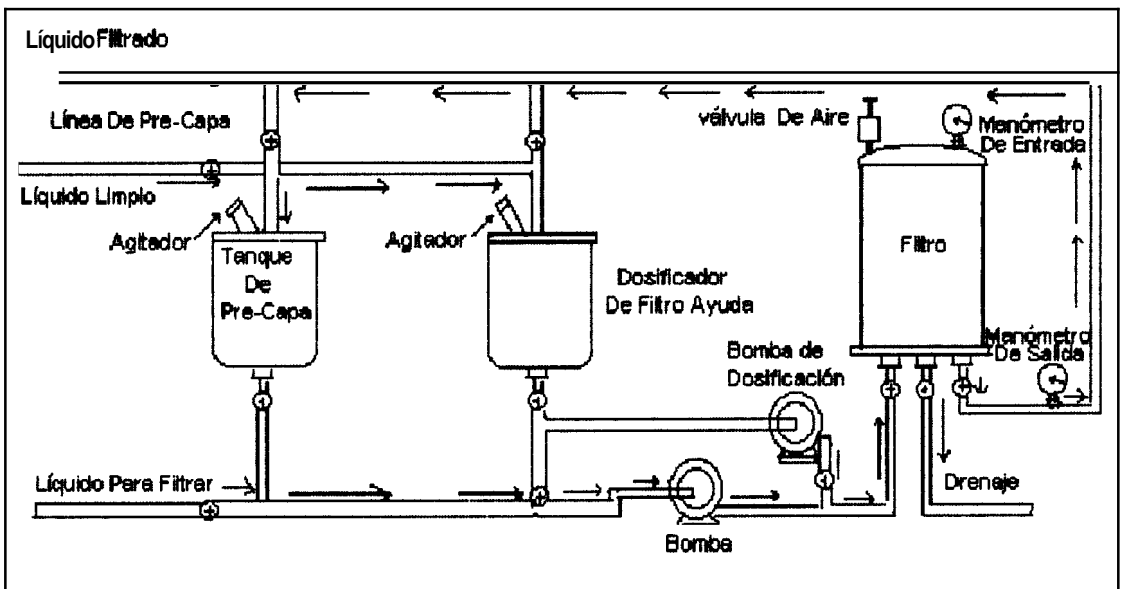 Líquido Filtrado
Línea De Pre-Capa
válvula De Aire
Manómetro
De Entrada
Líquido Limpio
Agitador
Agitador
Tanque
De
Pre-Capa
Filtro
Dosificador
De Filtro Ayuda
Manómetro
De Salida
Bomba de
Dosificación
Líquido Para Filtrar
Drenaje
Bomba